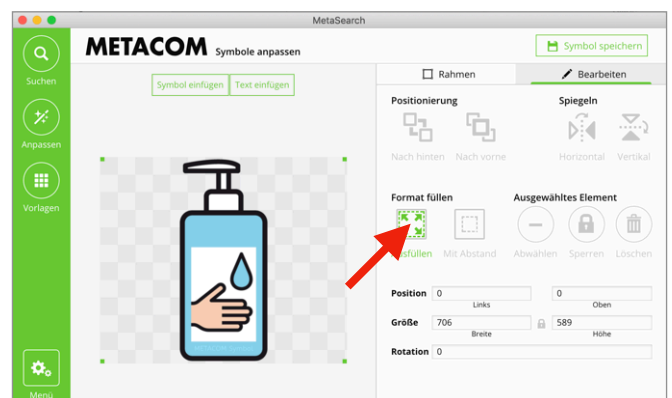 MetaSearch
METACOM Symbole anpassen
Symbol speichern
Suchen
Anpassen
Vorlagen
Menü
Symbol einfügen Text einfügen
METACOM Symbole
Rahmen Bearbeiten
Positionierung Spiegeln
Nach hinten Nach vorne Horizontal Vertikal
Format füllen Ausgewähltes Element
Mit Abstand Abwählen Sperren Löschen
Position 0 0
Links Oben
Größe 706 589
Breite Höhe
Rotation 0